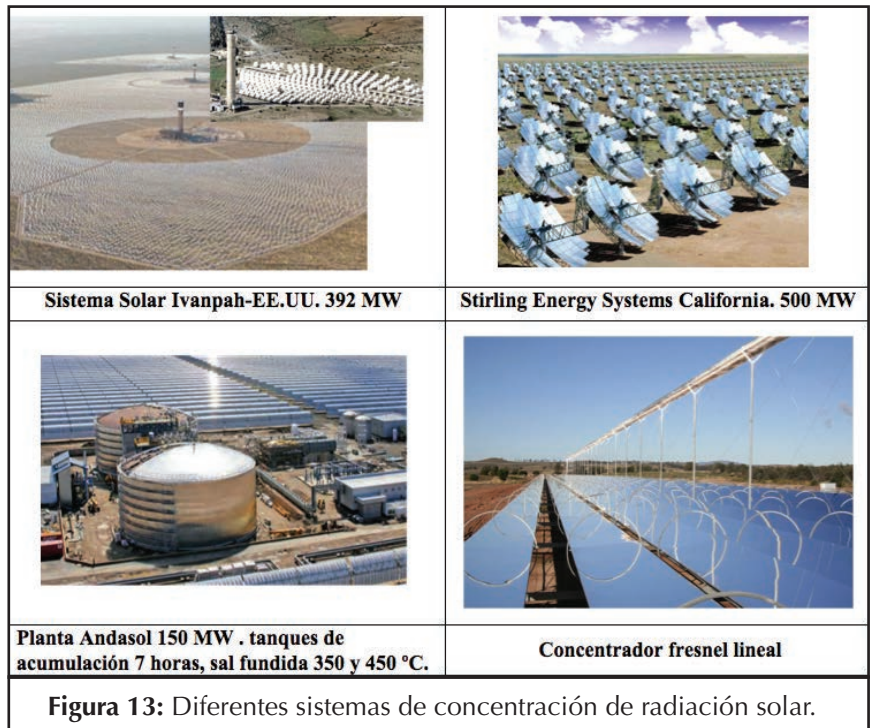 Sistema Solar Ivanpah-EE.UU. 392 MW
Stirling Energy Systems California. 500 MW
Planta Andasol 150 MW . tanques de
acumulación 7 horas, sal fundida 350 y 450 ºC.
Concentrador fresnel lineal
Figura 13: Diferentes sistemas de concentración de radiación solar.